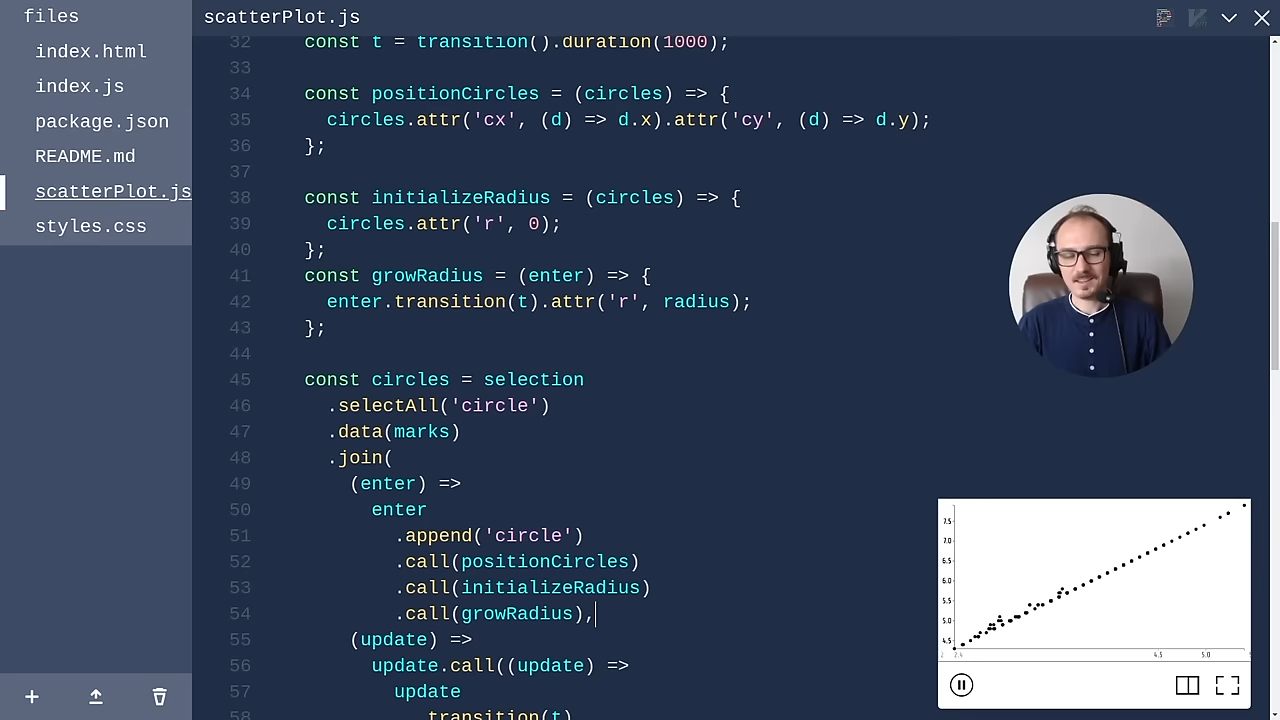 files
index.html
index.js
package.json
README.md
scatterPlot.js
styles.css
scatterPlot.js
32 const t = transition().duration(1000);
33
34 const positionCircles = (circles) => {
35 circles.attr('cx', (d) => d.x).attr('cy', (d) => d.y);
36 };
37
38 const initializeRadius = (circles) => {
39 circles.attr('r', 0);
40 };
41 const growRadius = (enter) => {
42 enter.transition(t).attr('r', radius);
43 };
44
45 const circles = selection
46 .selectAll('circle')
47 .data(marks)
48 .join(
49 (enter) =>
50 enter
51 .append('circle')
52 .call(positionCircles)
53 .call(initializeRadius)
54 .call(growRadius),
55 (update) =>
56 update.call((update) =>
57 update
58 .transition(t)
7.5
7.0
6.5
6.0
5.5
5.0
4.5
4.5 5.0